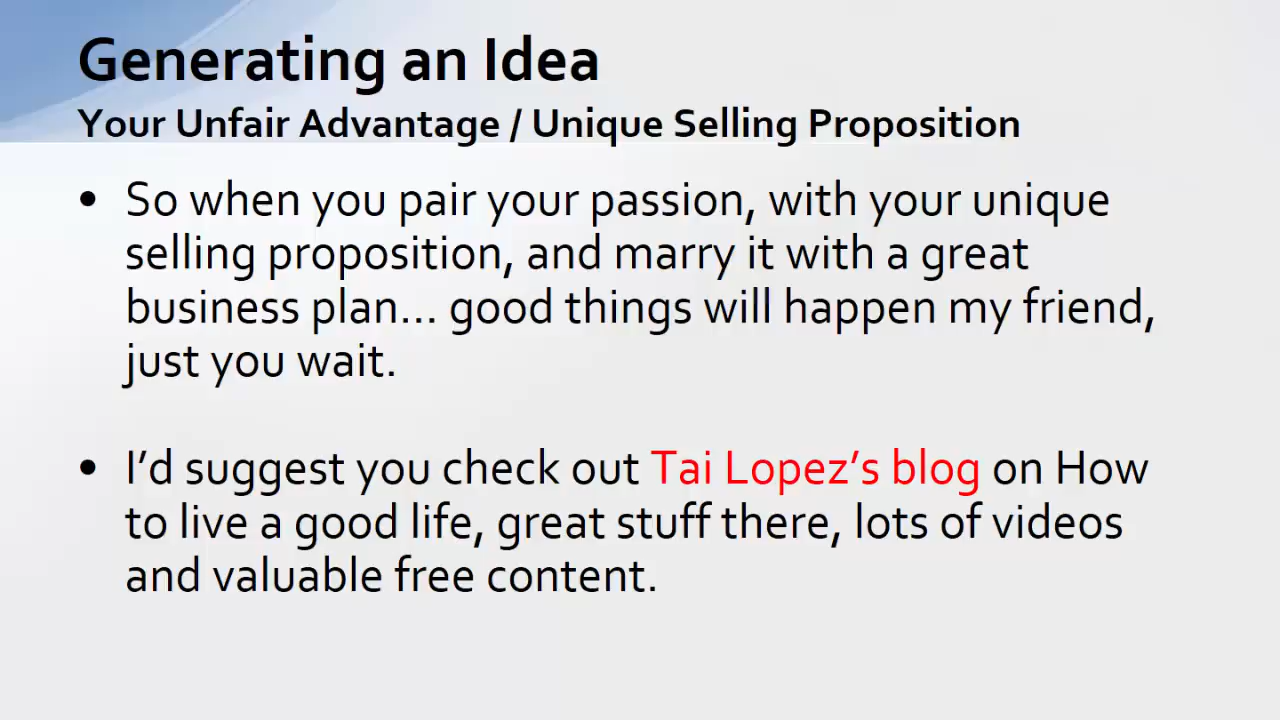 Generating an Idea
Your Unfair Advantage / Unique Selling Proposition
• So when you pair your passion, with your unique
selling proposition, and marry it with a great
business plan... good things will happen my friend,
just you wait.
• I’d suggest you check out Tai Lopez’s blog on How
to live a good life, great stuff there, lots of videos
and valuable free content.